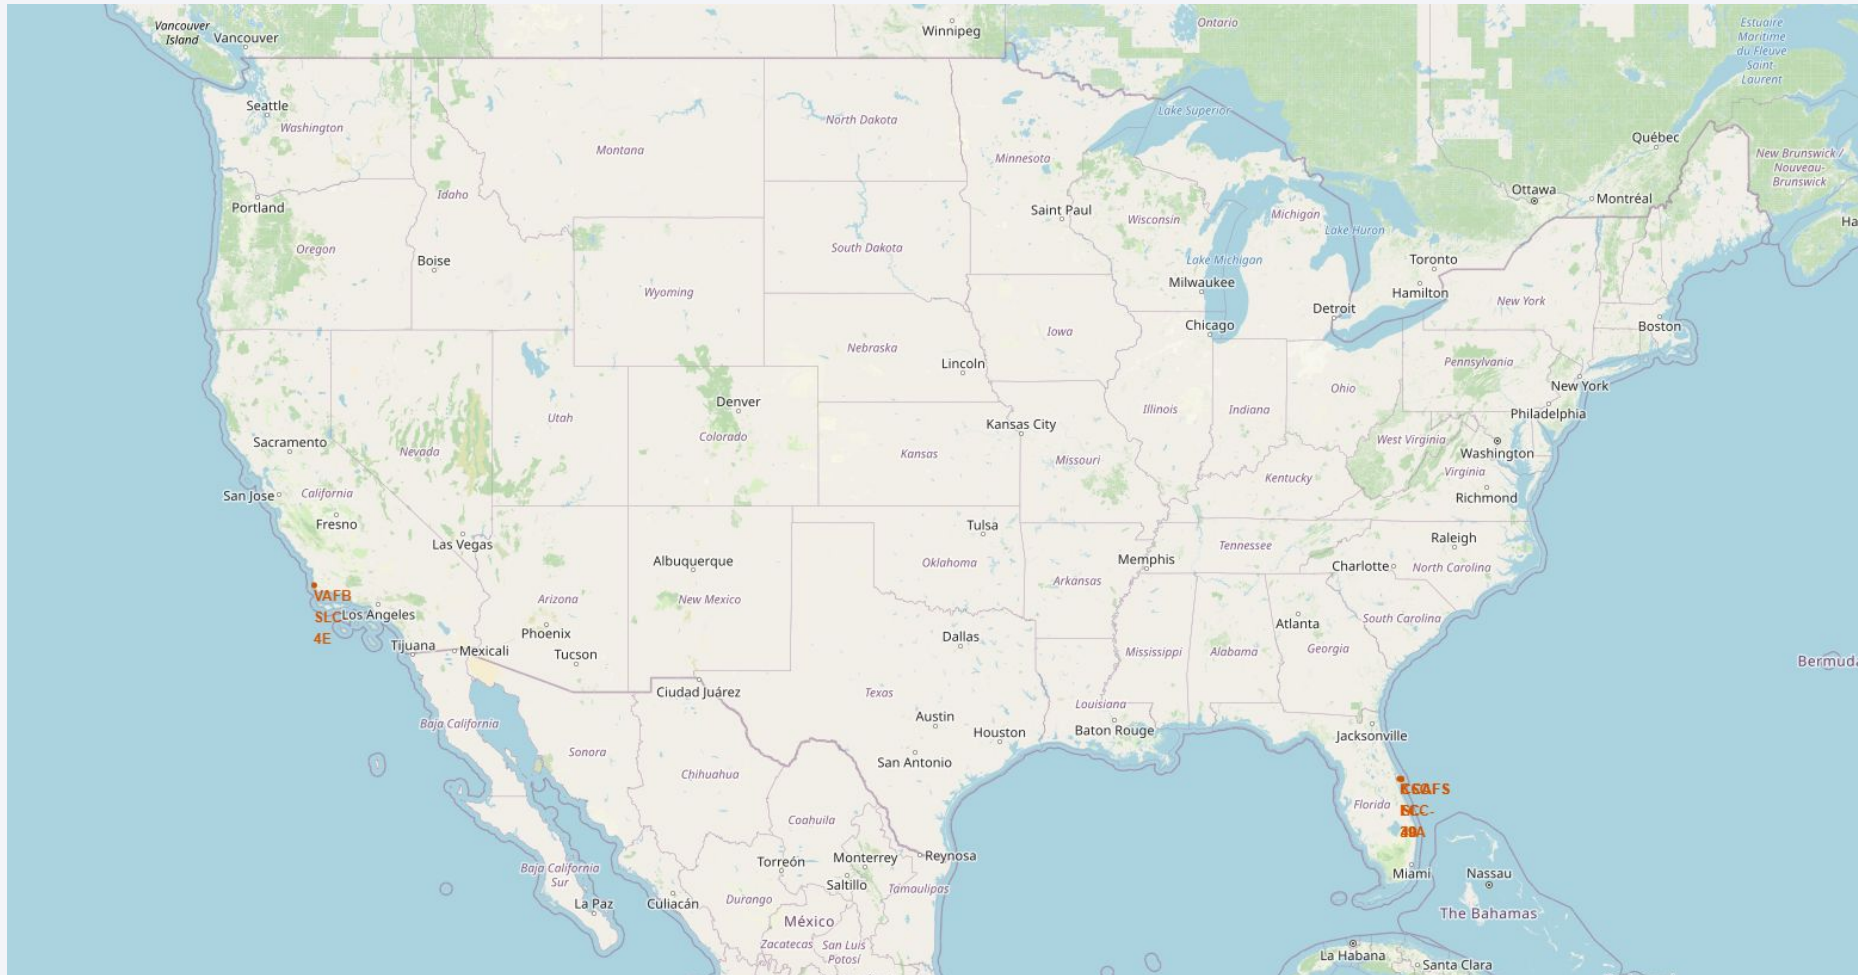 Vancouver
Island
Vancouver
Winnipeg
Ontario
Estuaire
Maritime
du Fleuve
Saint-
Laurent
Seattle
Washington
North Dakota
Lake Superior
Québec
Montana
Minnesota
New Brunswick /
Nouveau-
Brunswick
Idaho
Ottawa
Montréal
Portland
Saint Paul
Wisconsin
Michigan
Ha
Oregon
South Dakota
Lake Huron
Boise
Lake Michigan
Toronto
Milwaukee
Hamilton
Wyoming
New York
Detroit
Chicago
Boston
Iowa
Nebraska
Lincoln
Pennsylvania
New York
Ohio
Denver
Illinois
Indiana
Philadelphia
Utah
Kansas City
Colorado
Sacramento
West Virginia
Nevada
Kansas
Missouri
Washington
Virginia
Kentucky
San Jose
California
Richmond
Fresno
Tulsa
Las Vegas
Raleigh
Tennessee
Albuquerque
Oklahoma
Memphis
Charlotte
North Carolina
Arkansas
VAFB
SLC-
4E
Los Angeles
Arizona
New Mexico
South Carolina
Phoenix
Atlanta
Dallas
Tijuana
Mexicali
Tucson
Mississippi
Alabama
Georgia
Bermuda
Ciudad Juárez
Texas
Louisiana
Baja California
Austin
Houston
Baton Rouge
Jacksonville
Sonora
San Antonio
Chihuahua
Florida
Coahuila
Torreón
Monterrey
Reynosa
Baja California
Sur
Saltillo
Tamaulipas
Miami
Nassau
La Paz
Culiacán
Durango
The Bahamas
México
Zacatecas
San Luis
Potosí
La Habana
Santa Clara